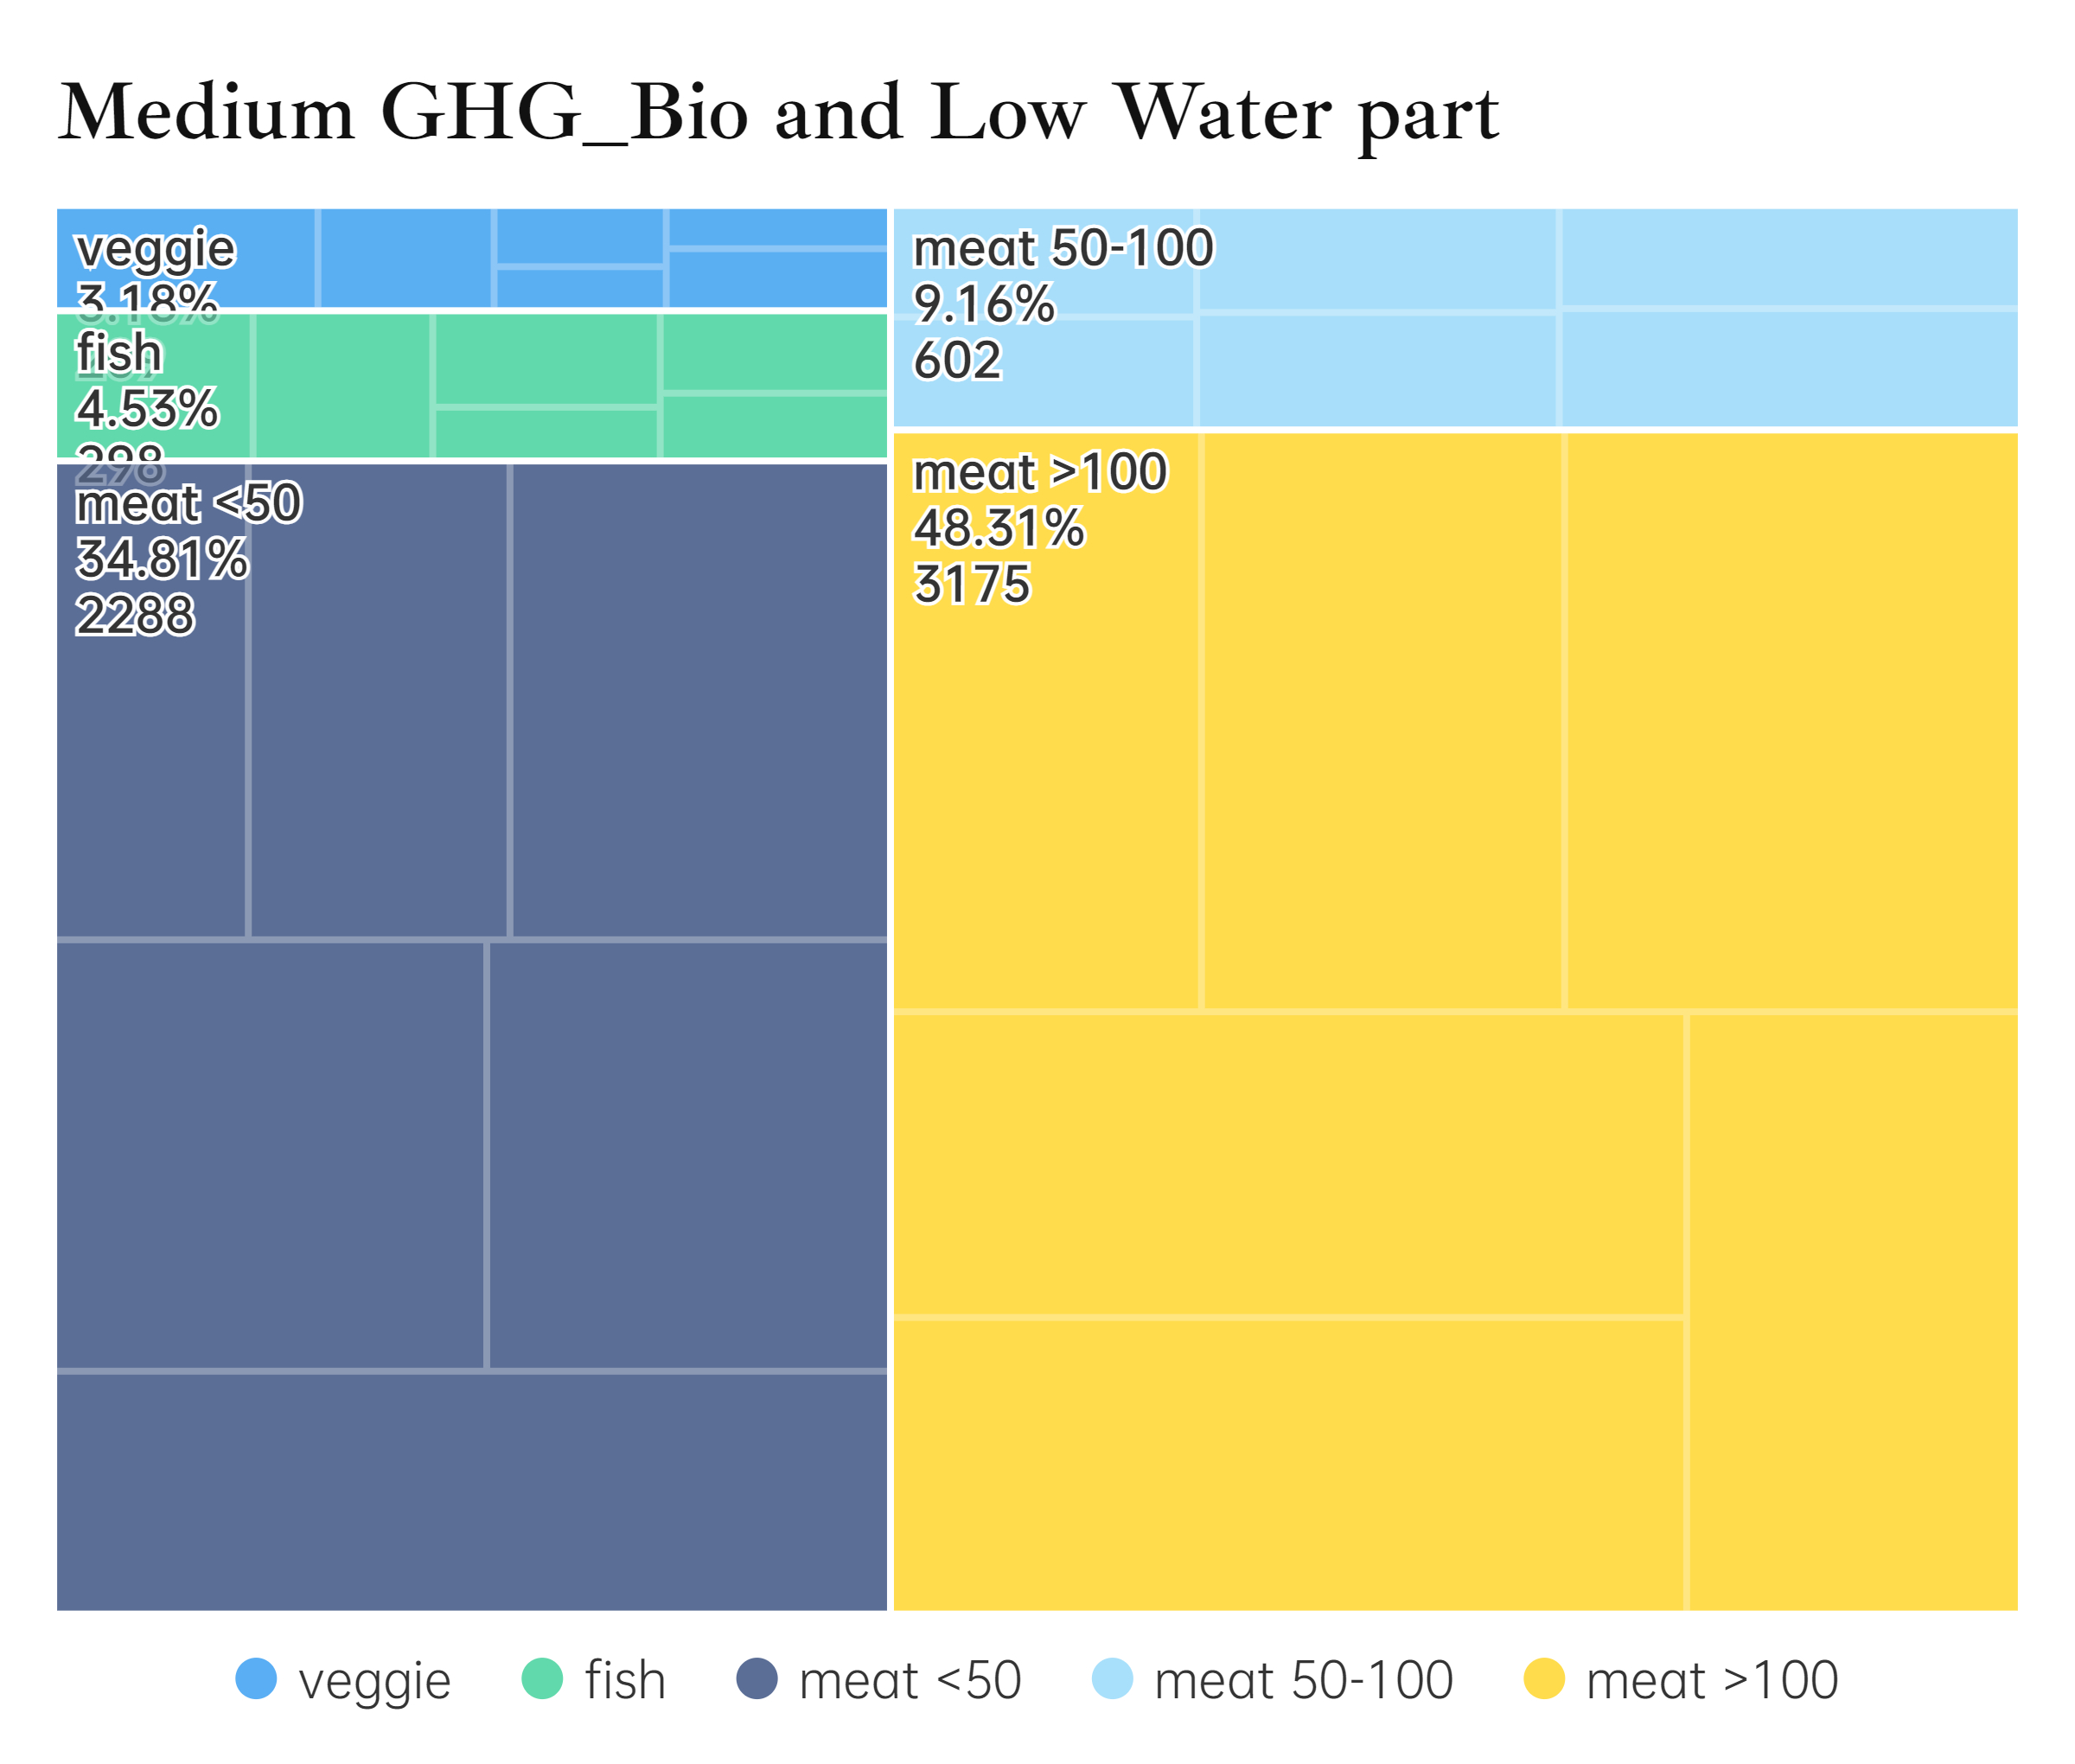 Medium GHG_Bio and Low Water part
veggie
3.18%
fish
4.53%
298
meat <50
34.81%
2288
meat 50-100
9.16%
602
meat >100
48.31%
3175
veggie
fish
meat <50
meat 50-100
meat >100